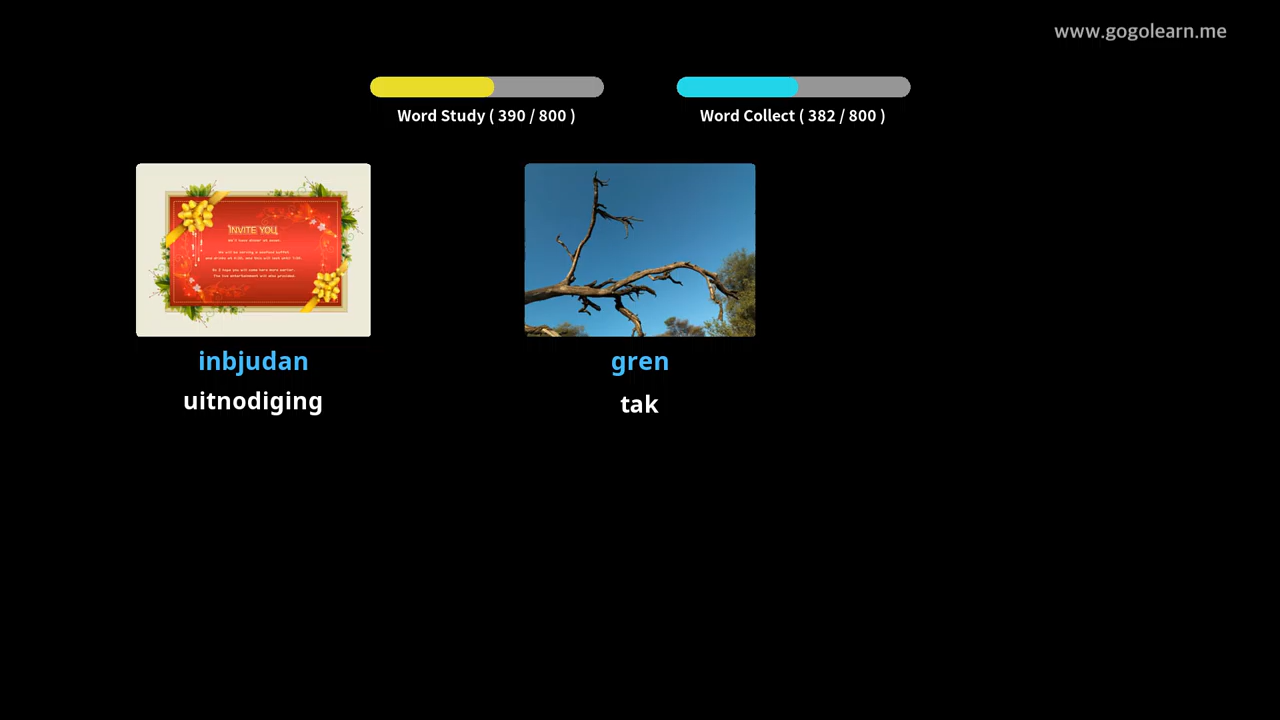 www.gogolearn.me
Word Study ( 390 / 800 )
Word Collect ( 382 / 800 )
INVITE YOU
inbjudan
gren
uitnodiging
tak